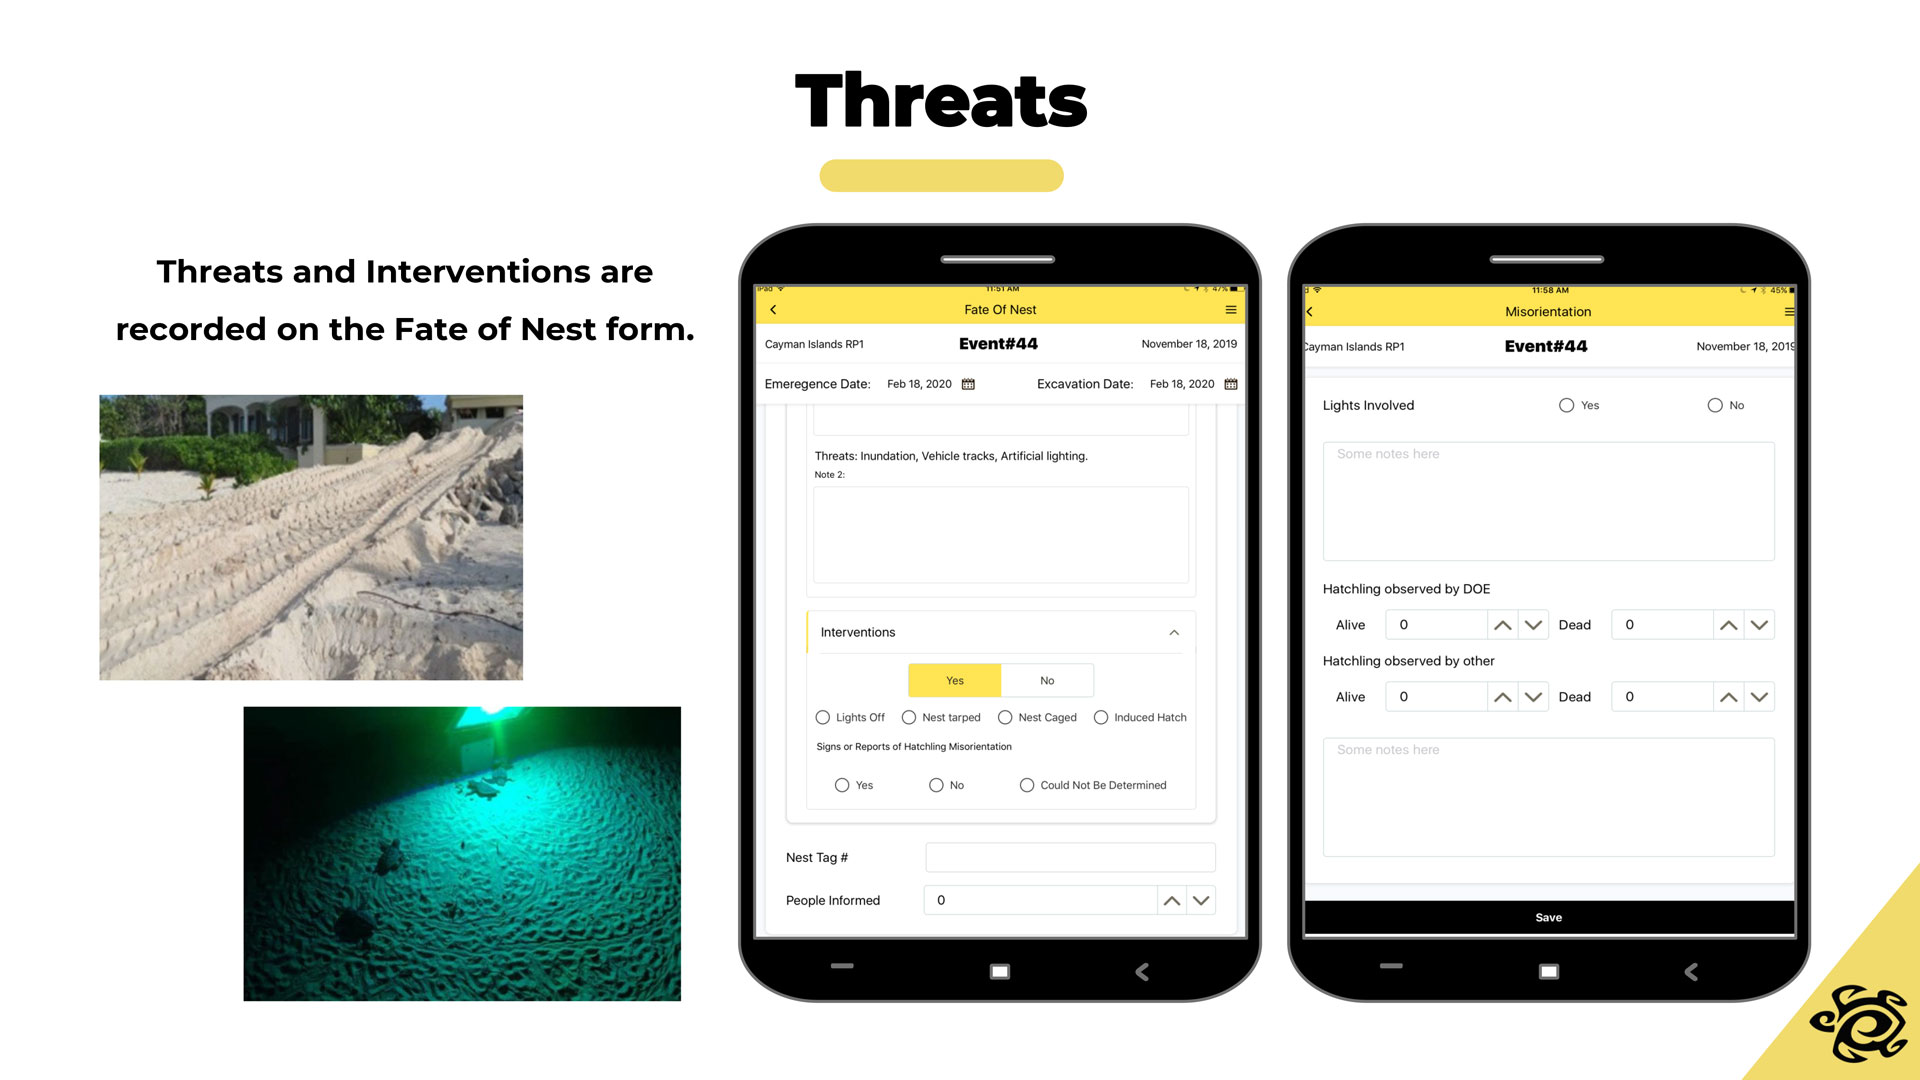 Threats
Threats and Interventions are
recorded on the Fate of Nest form.
iPad 11:51 AM 47%
Fate Of Nest
Cayman Islands RP1 Event#44 November 18, 2019
Emeregence Date: Feb 18, 2020 Excavation Date: Feb 18, 2020
Threats: Inundation, Vehicle tracks, Artificial lighting.
Note 2:
Interventions
Yes No
Lights Off Nest tarped Nest Caged Induced Hatch
Signs or Reports of Hatchling Misorientation
Yes No Could Not Be Determined
Nest Tag #
People Informed 0
d 11:58 AM 45%
Misorientation
Cayman Islands RP1 Event#44 November 18, 2019
Lights Involved Yes No
Some notes here
Hatchling observed by DOE
Alive 0 Dead 0
Hatchling observed by other
Alive 0 Dead 0
Some notes here
Save